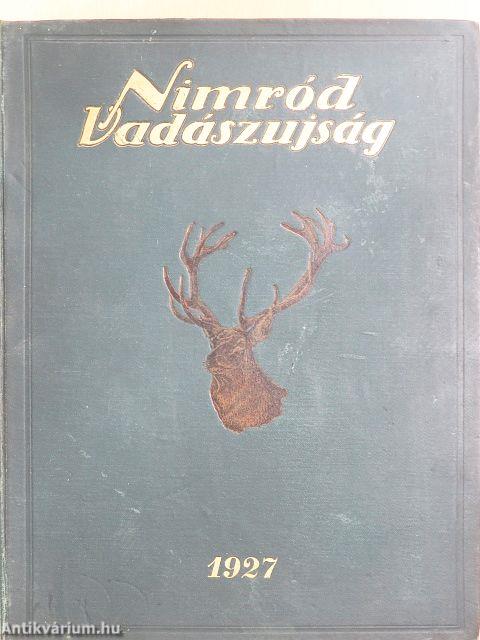 Nimród
Vadászujság
1927
Antikvárium.hu